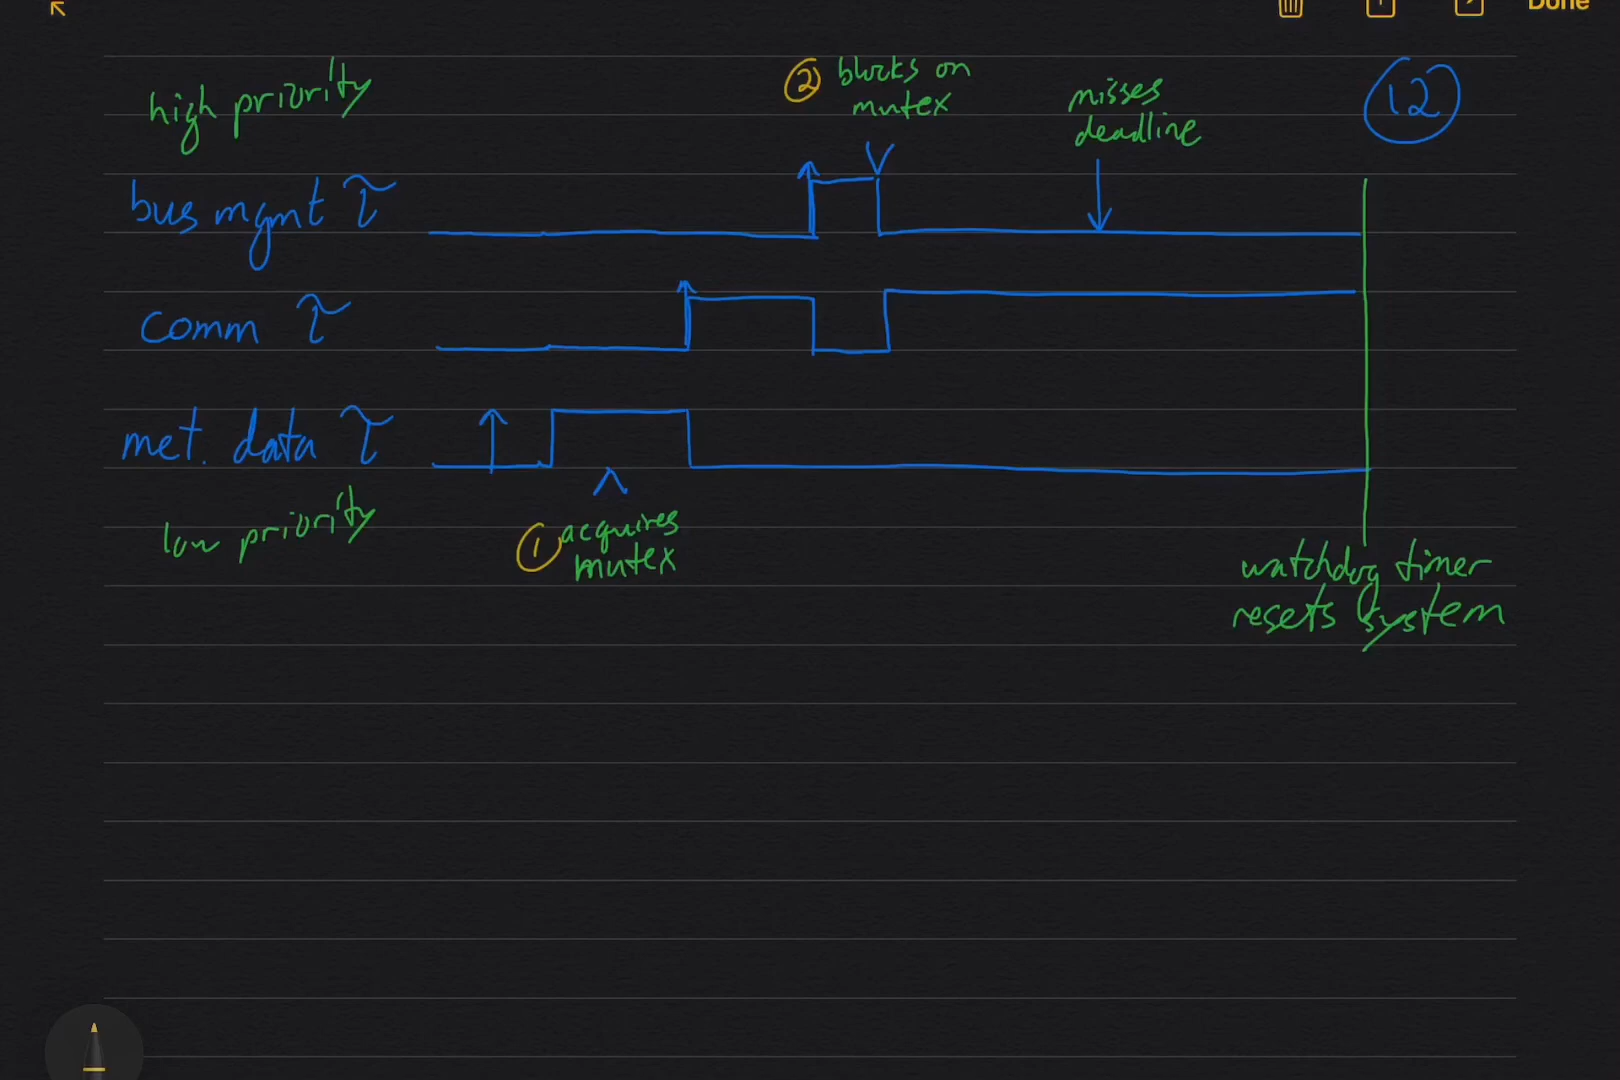 Done
high priority
② blocks on
mutex
misses
deadline
12
bus mgmt τ
comm τ
met. data τ
low priority
① acquires
mutex
watchdog timer
resets system